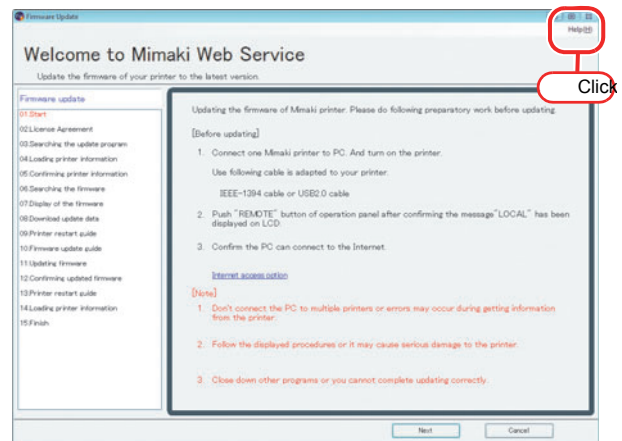 Firmware Update
Help(H)
Click
Welcome to Mimaki Web Service
Update the firmware of your printer to the latest version.
Firmware update
01.Start
02.License Agreement
03.Searching the update program
04.Loading printer information
05.Confirming printer information
06.Searching the firmware
07.Display of the firmware
08.Download update data
09.Printer restart guide
10.Firmware update guide
11.Updating firmware
12.Confirming updated firmware
13.Printer restart guide
14.Loading printer information
15.Finish
Updating the firmware of Mimaki printer. Please do following preparatory work before updating.
[Before updating]
1. Connect one Mimaki printer to PC. And turn on the printer.
Use following cable is adapted to your printer.
IEEE-1394 cable or USB2.0 cable
2. Push "REMOTE" button of operation panel after confirming the message"LOCAL" has been
displayed on LCD.
3. Confirm the PC can connect to the Internet.
Internet access option
[Note]
1. Don't connect the PC to multiple printers or errors may occur during getting information
from the printer.
2. Follow the displayed procedures or it may cause serious damage to the printer.
3. Close down other programs or you cannot complete updating correctly.
Next
Cancel